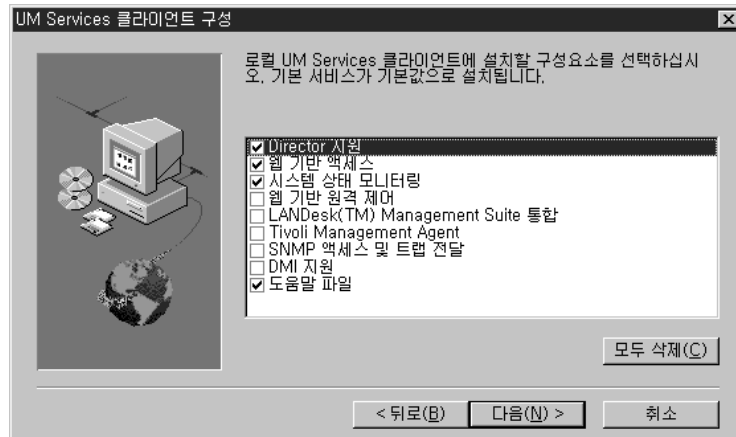 UM Services 클라이언트 구성
로컬 UM Services 클라이언트에 설치할 구성요소를 선택하십시
오. 기본 서비스가 기본값으로 설치됩니다.
Director 지원
웹 기반 액세스
시스템 상태 모니터링
웹 기반 원격 제어
LANDesk(TM) Management Suite 통합
Tivoli Management Agent
SNMP 액세스 및 트랩 전달
DMI 지원
도움말 파일
모두 삭제(C)
< 뒤로(B)
다음(N) >
취소